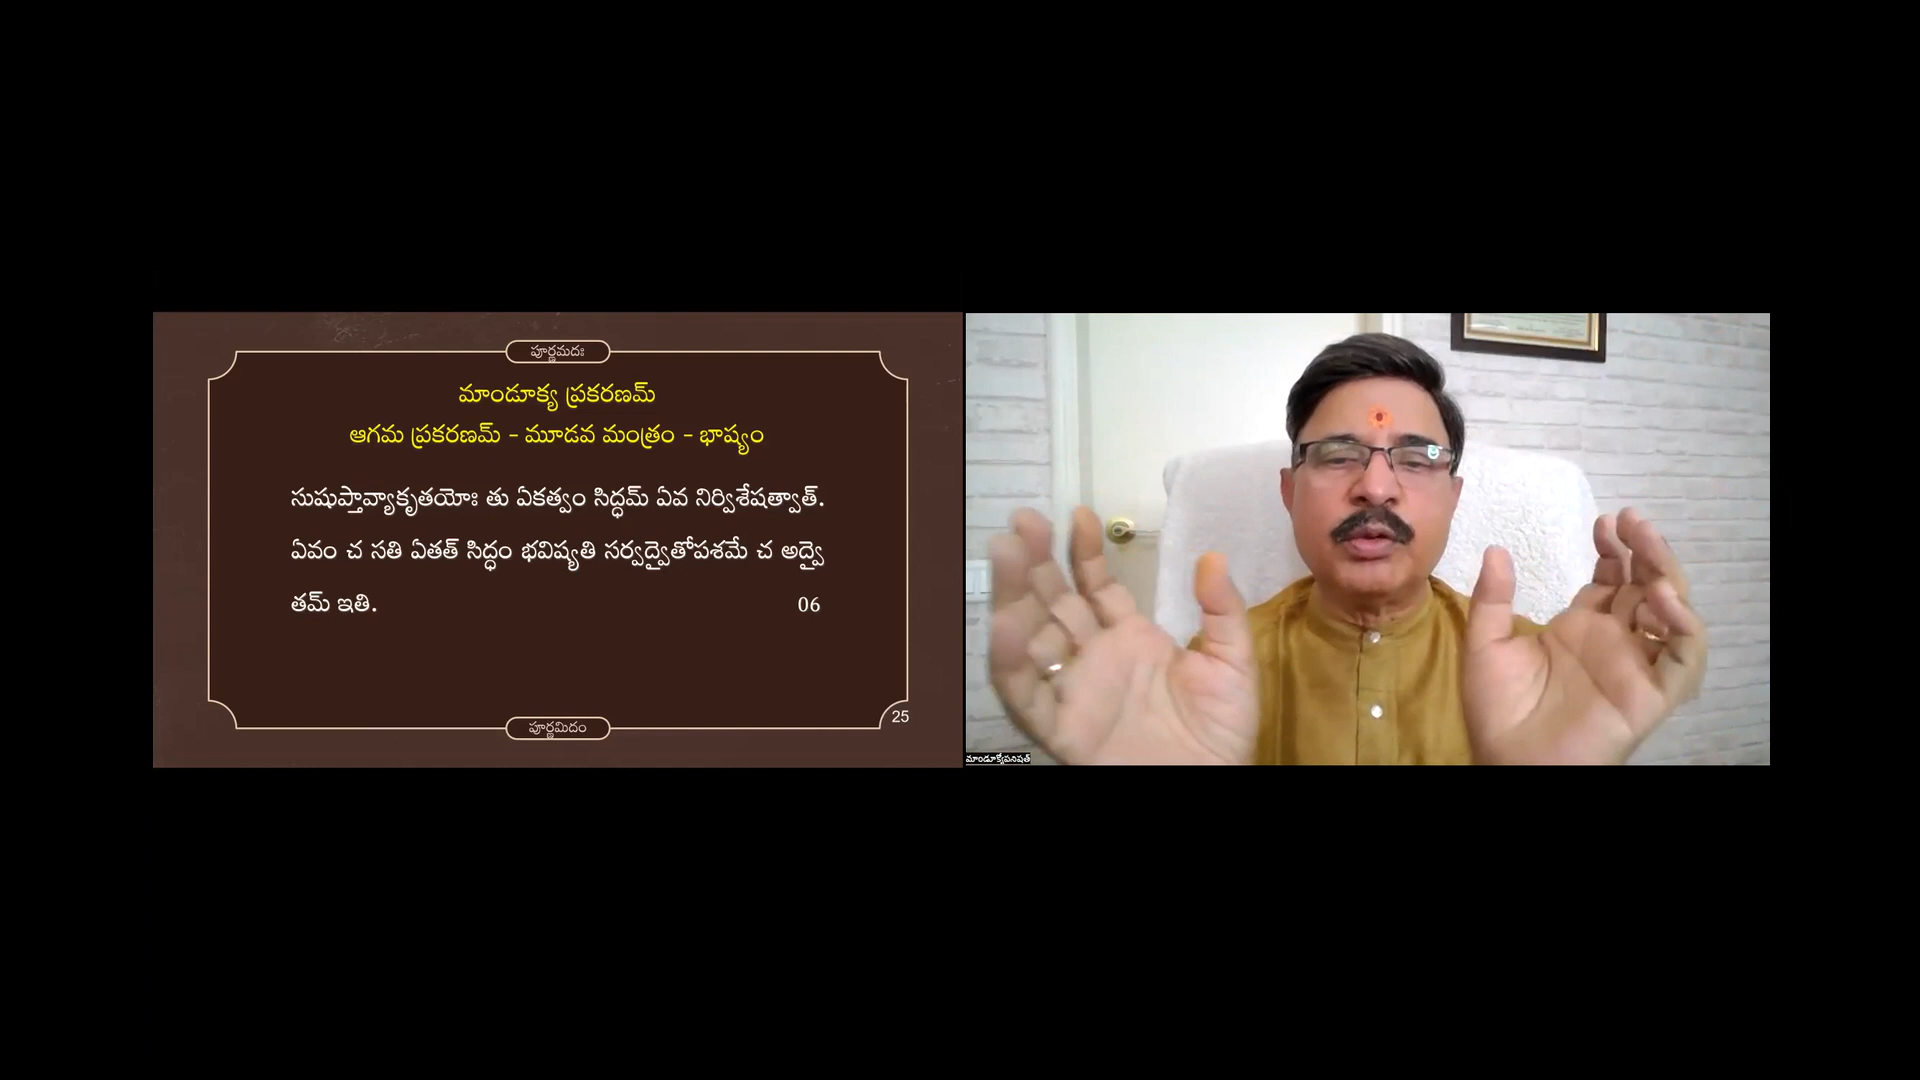 పూర్ణమదః
మాండూక్య ప్రకరణమ్
ఆగమ ప్రకరణమ్ - మూడవ మంత్రం - భాష్యం
సుషుప్తావ్యాకృతయోః తు ఏకత్వం సిద్ధమ్ ఏవ నిర్విశేషత్వాత్.
ఏవం చ సతి ఏతత్ సిద్ధం భవిష్యతి సర్వద్వైతోపశమే చ అద్వై
తమ్ ఇతి. 06
పూర్ణమిదం
25
మాండూక్యోపనిషత్